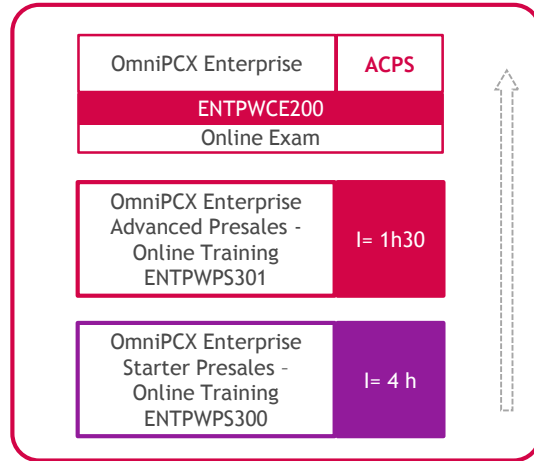 OmniPCX Enterprise
ACPS
ENTPWCE200
Online Exam
OmniPCX Enterprise
Advanced Presales -
Online Training
ENTPWPS301
I= 1h30
OmniPCX Enterprise
Starter Presales –
Online Training
ENTPWPS300
I= 4 h